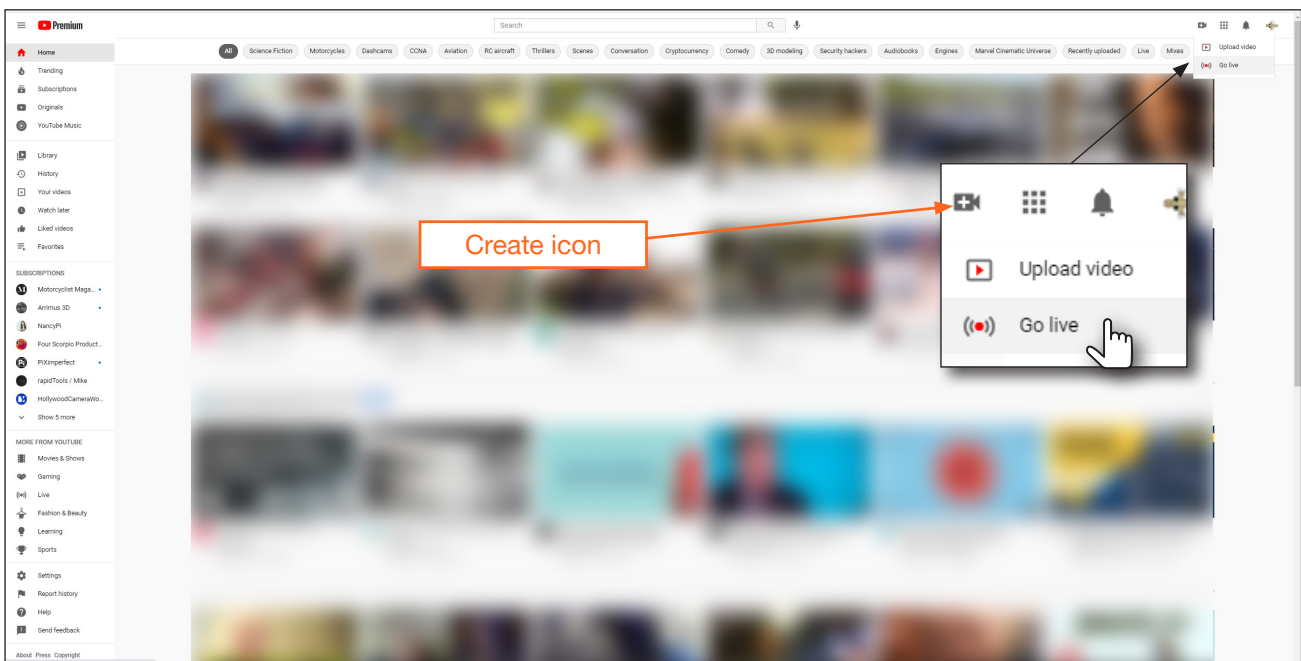 Premium
Search
Home
Trending
Subscriptions
Originals
YouTube Music
Library
History
Your videos
Watch later
Liked videos
Favorites
SUBSCRIPTIONS
Motorcyclist Maga...
Arrimus 3D
NancyPi
Four Scorpio Product...
PiXimperfect
rapidTools / Mike
HollywoodCameraWo...
Show 5 more
MORE FROM YOUTUBE
Movies & Shows
Gaming
Live
Fashion & Beauty
Learning
Sports
Settings
Report history
Help
Send feedback
About Press Copyright
All Science Fiction Motorcycles Dashcams CCNA Aviation RC aircraft Thrillers Scenes Conversation Cryptocurrency Comedy 3D modeling Security hackers Audiobooks Engines Marvel Cinematic Universe Recently uploaded Live Mixes
Upload video
Go live
Create icon
Upload video
Go live